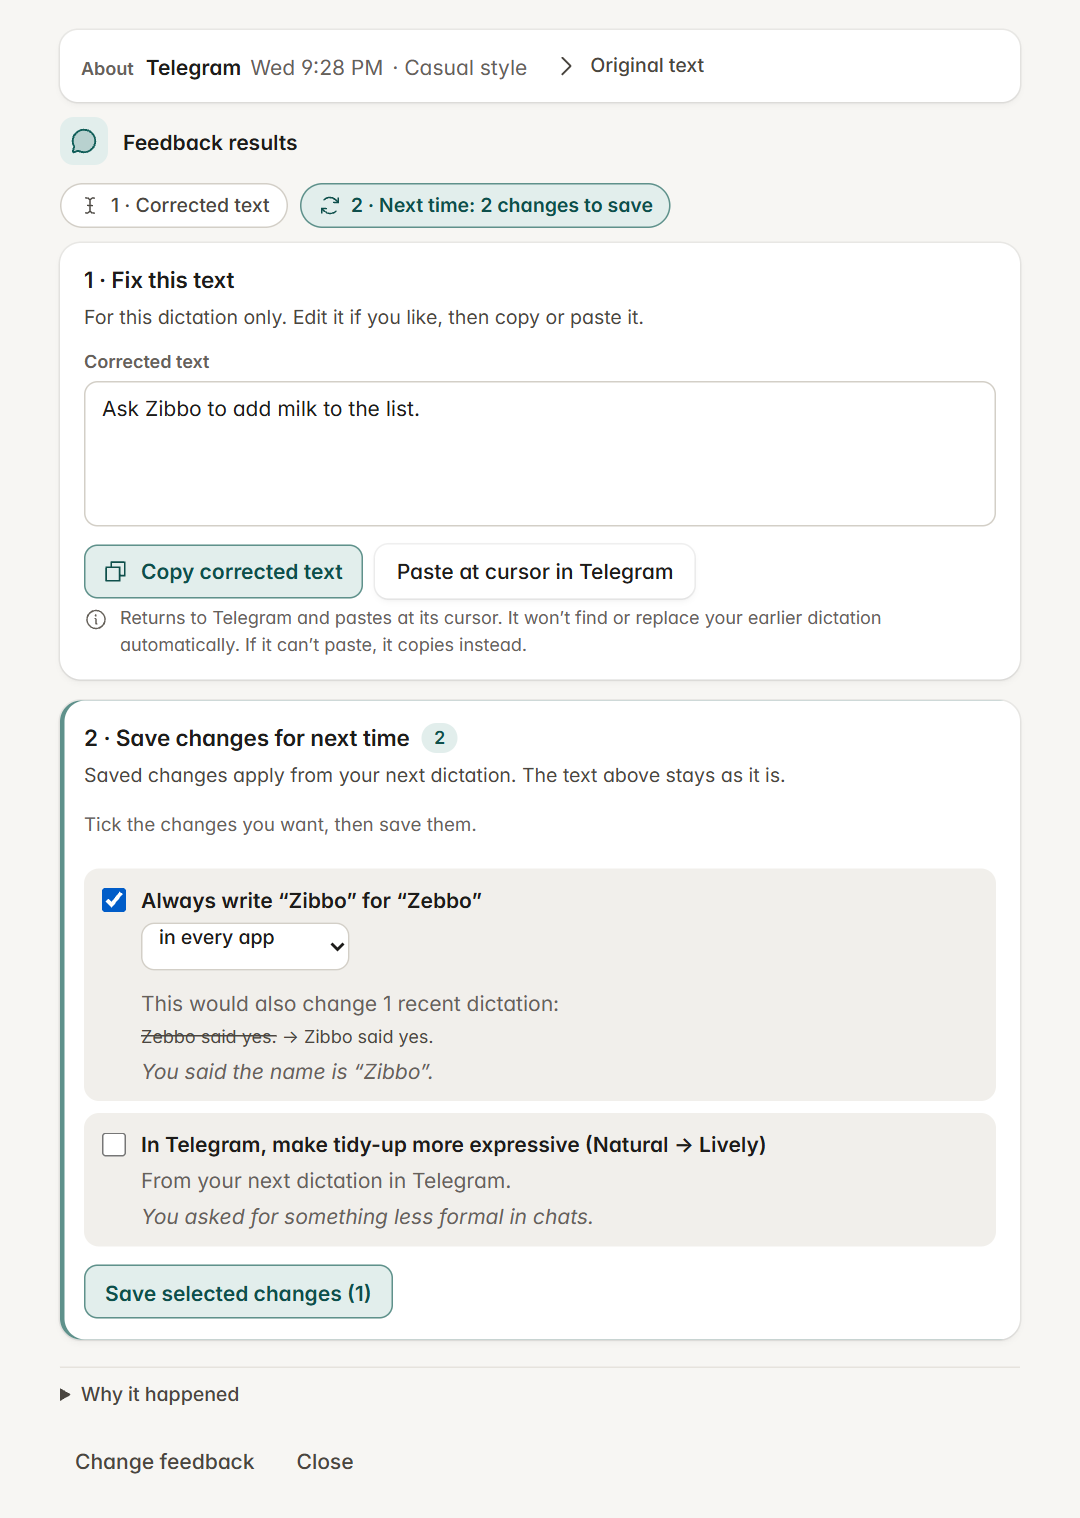 About Telegram Wed 9:28 PM · Casual style > Original text
Feedback results
1 · Corrected text
2 · Next time: 2 changes to save
1 · Fix this text
For this dictation only. Edit it if you like, then copy or paste it.
Corrected text
Ask Zibbo to add milk to the list.
Copy corrected text
Paste at cursor in Telegram
Returns to Telegram and pastes at its cursor. It won’t find or replace your earlier dictation
automatically. If it can’t paste, it copies instead.
2 · Save changes for next time 2
Saved changes apply from your next dictation. The text above stays as it is.
Tick the changes you want, then save them.
Always write “Zibbo” for “Zebbo”
in every app
This would also change 1 recent dictation:
Zebbo said yes. → Zibbo said yes.
You said the name is “Zibbo”.
In Telegram, make tidy-up more expressive (Natural → Lively)
From your next dictation in Telegram.
You asked for something less formal in chats.
Save selected changes (1)
Why it happened
Change feedback
Close